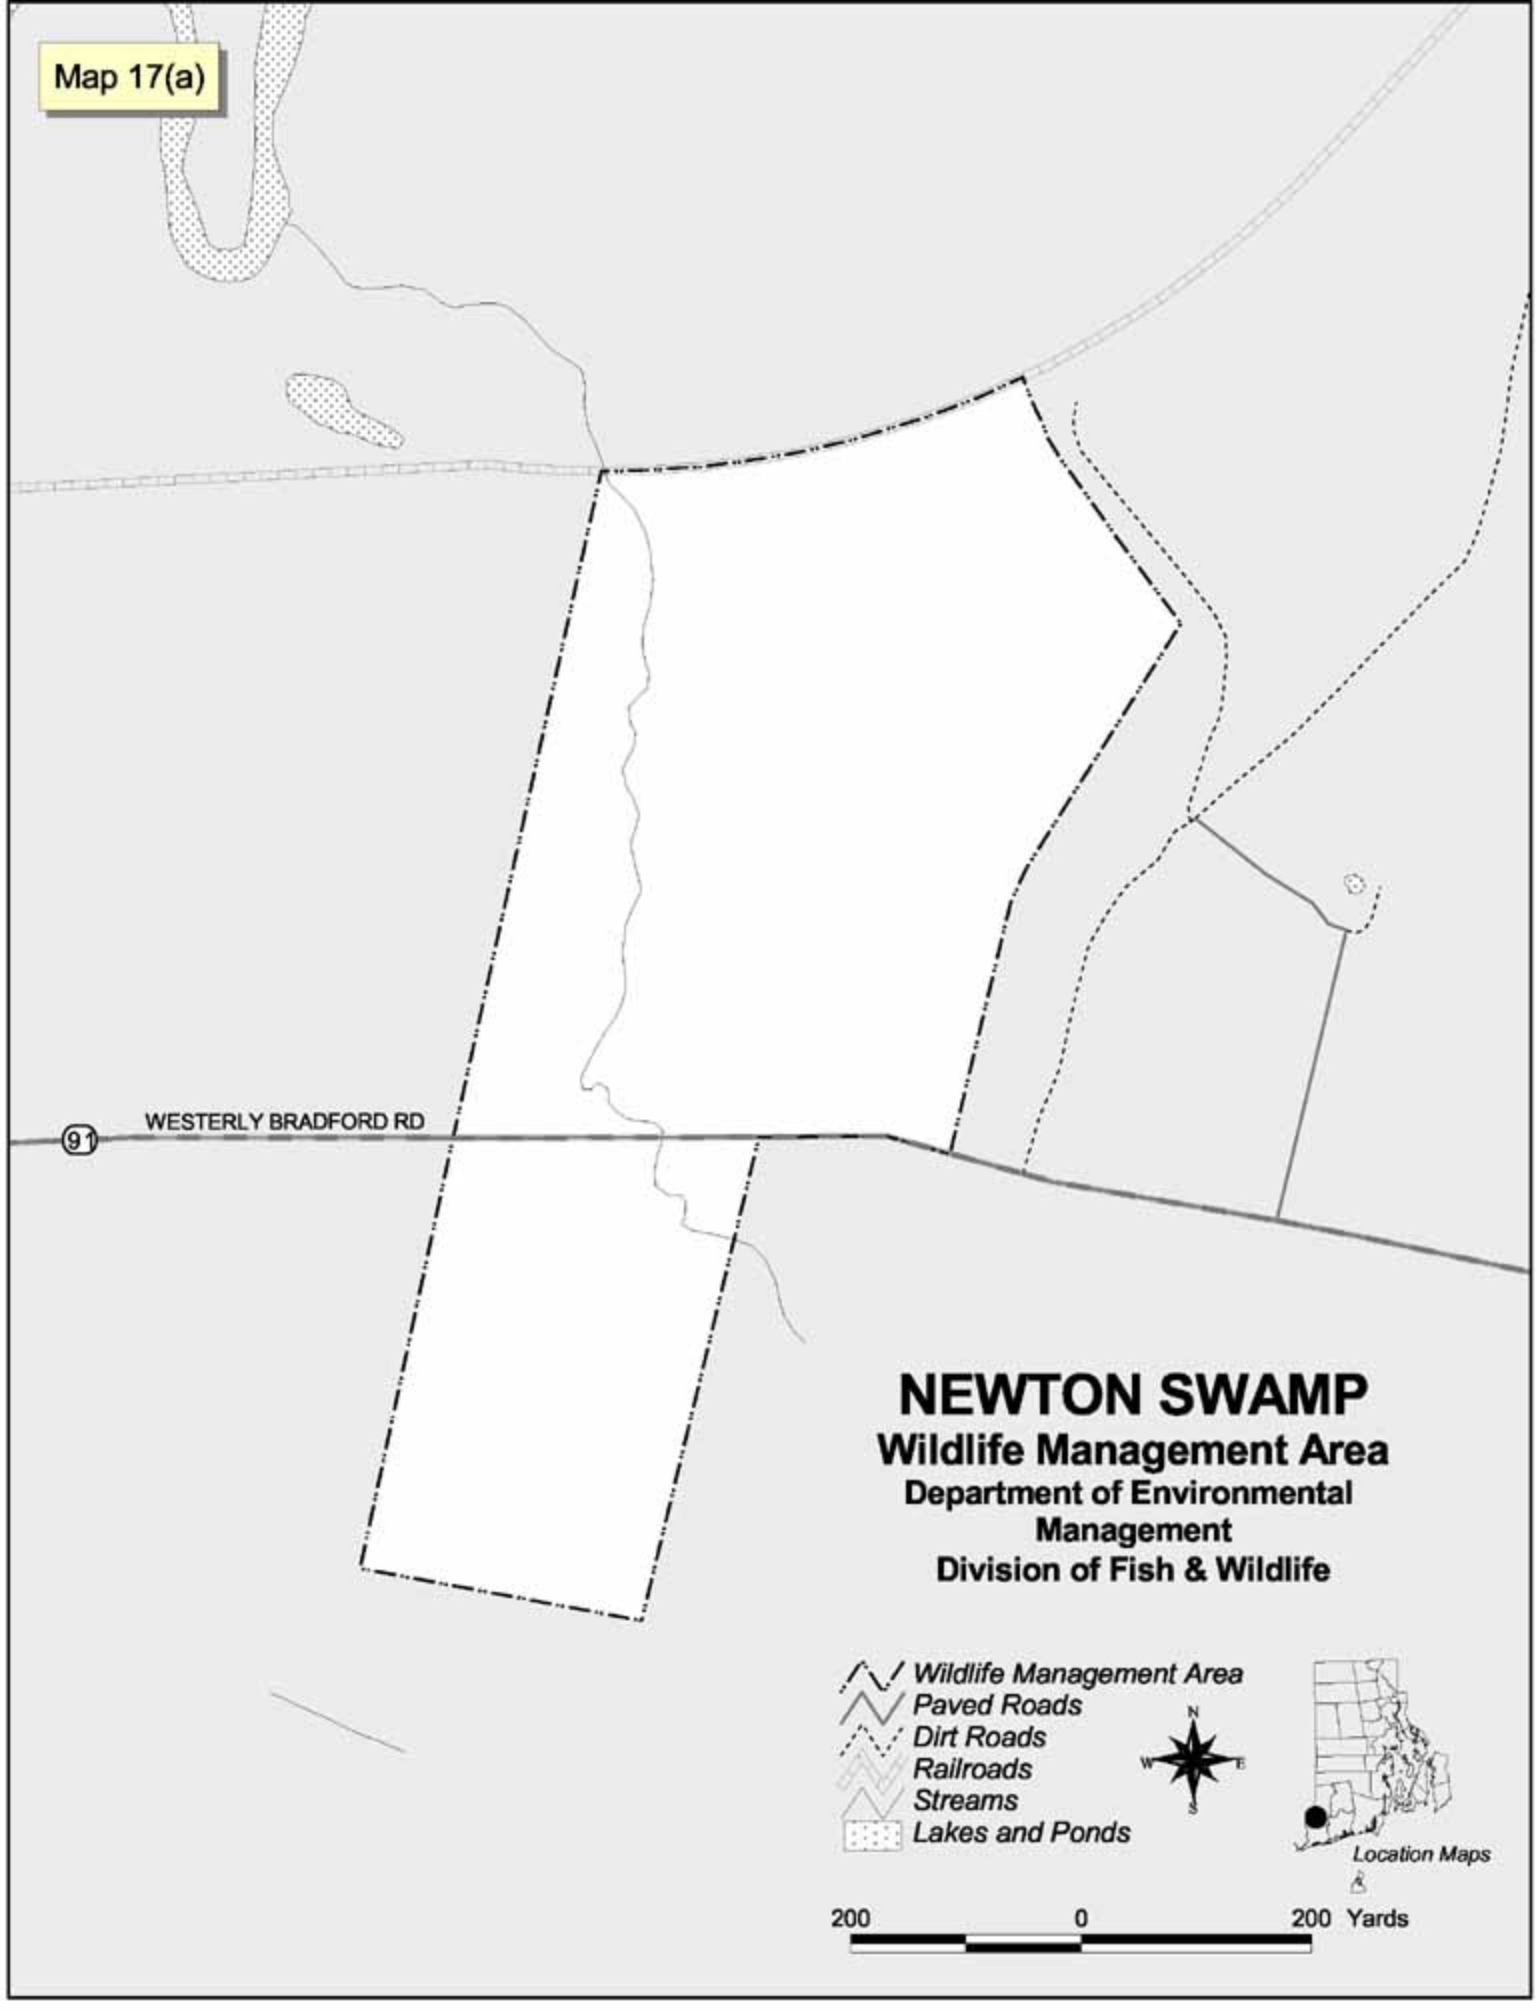 Map 17(a)
WESTERLY BRADFORD RD
91
NEWTON SWAMP
Wildlife Management Area
Department of Environmental
Management
Division of Fish & Wildlife
Wildlife Management Area
Paved Roads
Dirt Roads
Railroads
Streams
Lakes and Ponds
N
W E
S
Location Maps
200 0 200 Yards